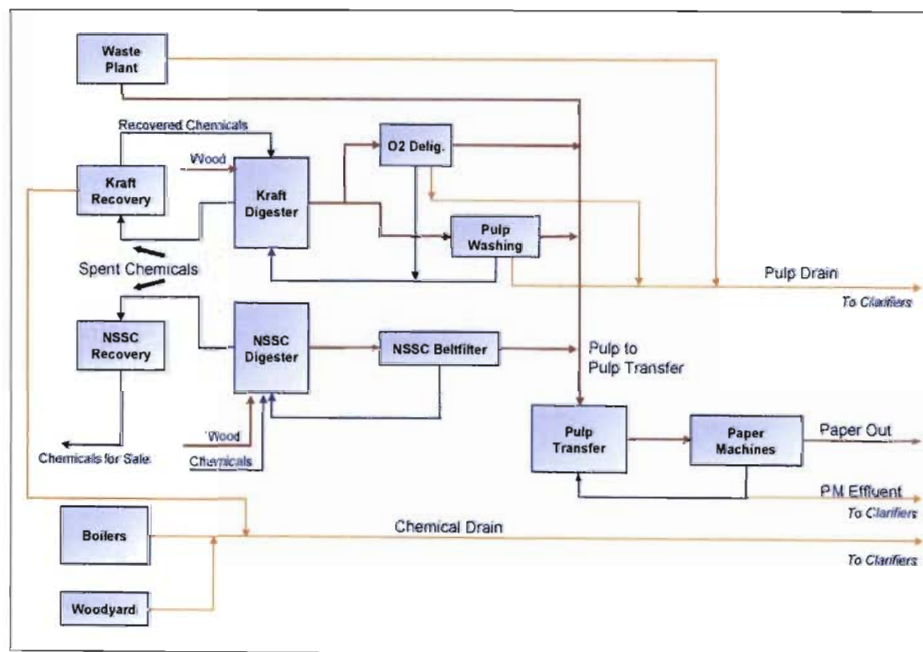 Waste
Plant
Recovered Chemicals
O2 Delig.
Wood
Kraft
Recovery
Kraft
Digester
Pulp
Washing
Spent Chemicals
Pulp Drain
To Clarifiers
NSSC
Recovery
NSSC
Digester
NSSC Beltfilter
Pulp to
Pulp Transfer
Wood
Chemicals
Chemicals for Sale
Pulp
Transfer
Paper
Machines
Paper Out
PM Effluent
To Clarifiers
Boilers
Chemical Drain
To Clarifiers
Woodyard